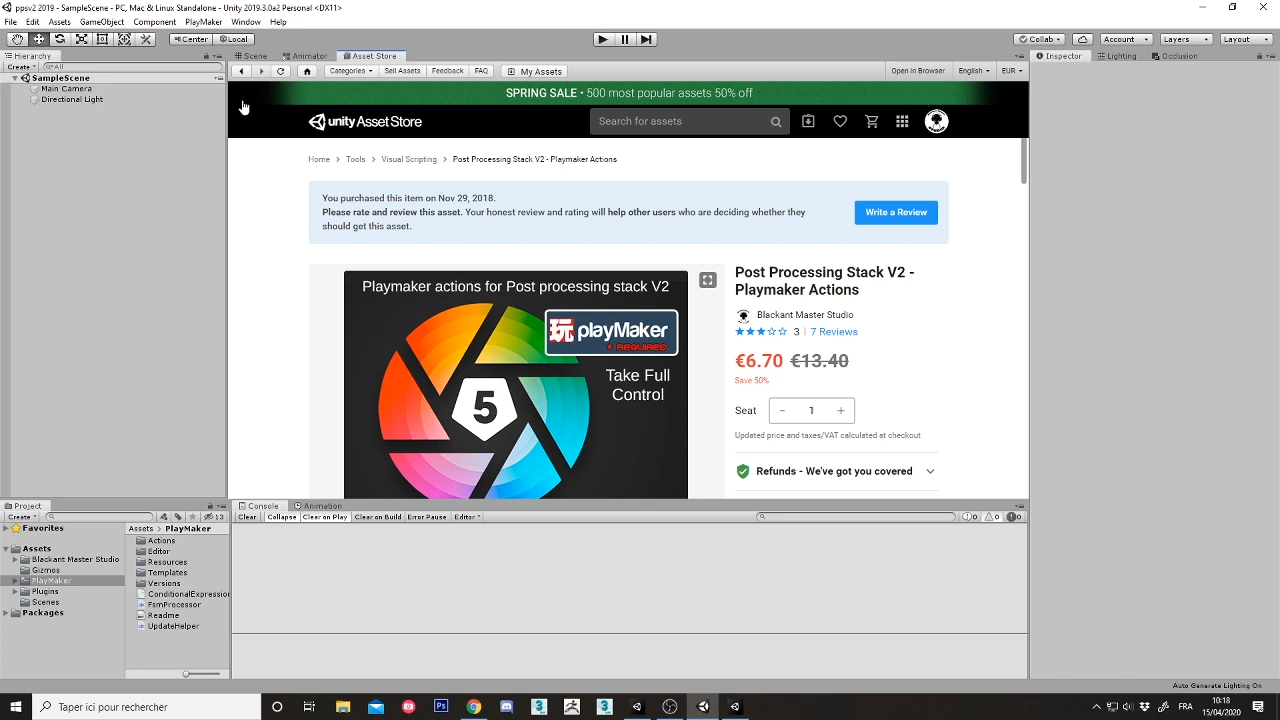 ppsv2 2019 - SampleScene - PC, Mac & Linux Standalone - Unity 2019.3.0a2 Personal <DX11>
File Edit Assets GameObject Component PlayMaker Window Help
Center Local Collab Account Layers Layout
Hierarchy Scene Animator Asset Store Inspector Lighting Occlusion
Create All
Categories Sell Assets Feedback FAQ My Assets Open in Browser English EUR
SampleScene
Main Camera
Directional Light
SPRING SALE • 500 most popular assets 50% off
unity Asset Store Search for assets
Home > Tools > Visual Scripting > Post Processing Stack V2 - Playmaker Actions
You purchased this item on Nov 29, 2018.
Please rate and review this asset. Your honest review and rating will help other users who are deciding whether they
should get this asset.
Write a Review
Playmaker actions for Post processing stack V2
玩 playMaker
REQUIRED
Take Full
Control
5
Post Processing Stack V2 -
Playmaker Actions
Blackant Master Studio
3 | 7 Reviews
€6.70 €13.40
Save 50%
Seat - 1 +
Updated price and taxes/VAT calculated at checkout
Refunds - We've got you covered
Project
Create 13
Favorites
Assets
Blackant Master Studio
Gizmos
PlayMaker
Plugins
Scenes
Packages
Assets > PlayMaker
Actions
Editor
Resources
Templates
Versions
ConditionalExpression
FsmProcessor
Readme
UpdateHelper
Console Animation
Clear Collapse Clear on Play Clear on Build Error Pause Editor 0 0 0
Auto Generate Lighting On
Taper ici pour rechercher
Ps 3 3 FRA
10:18
15/04/2020